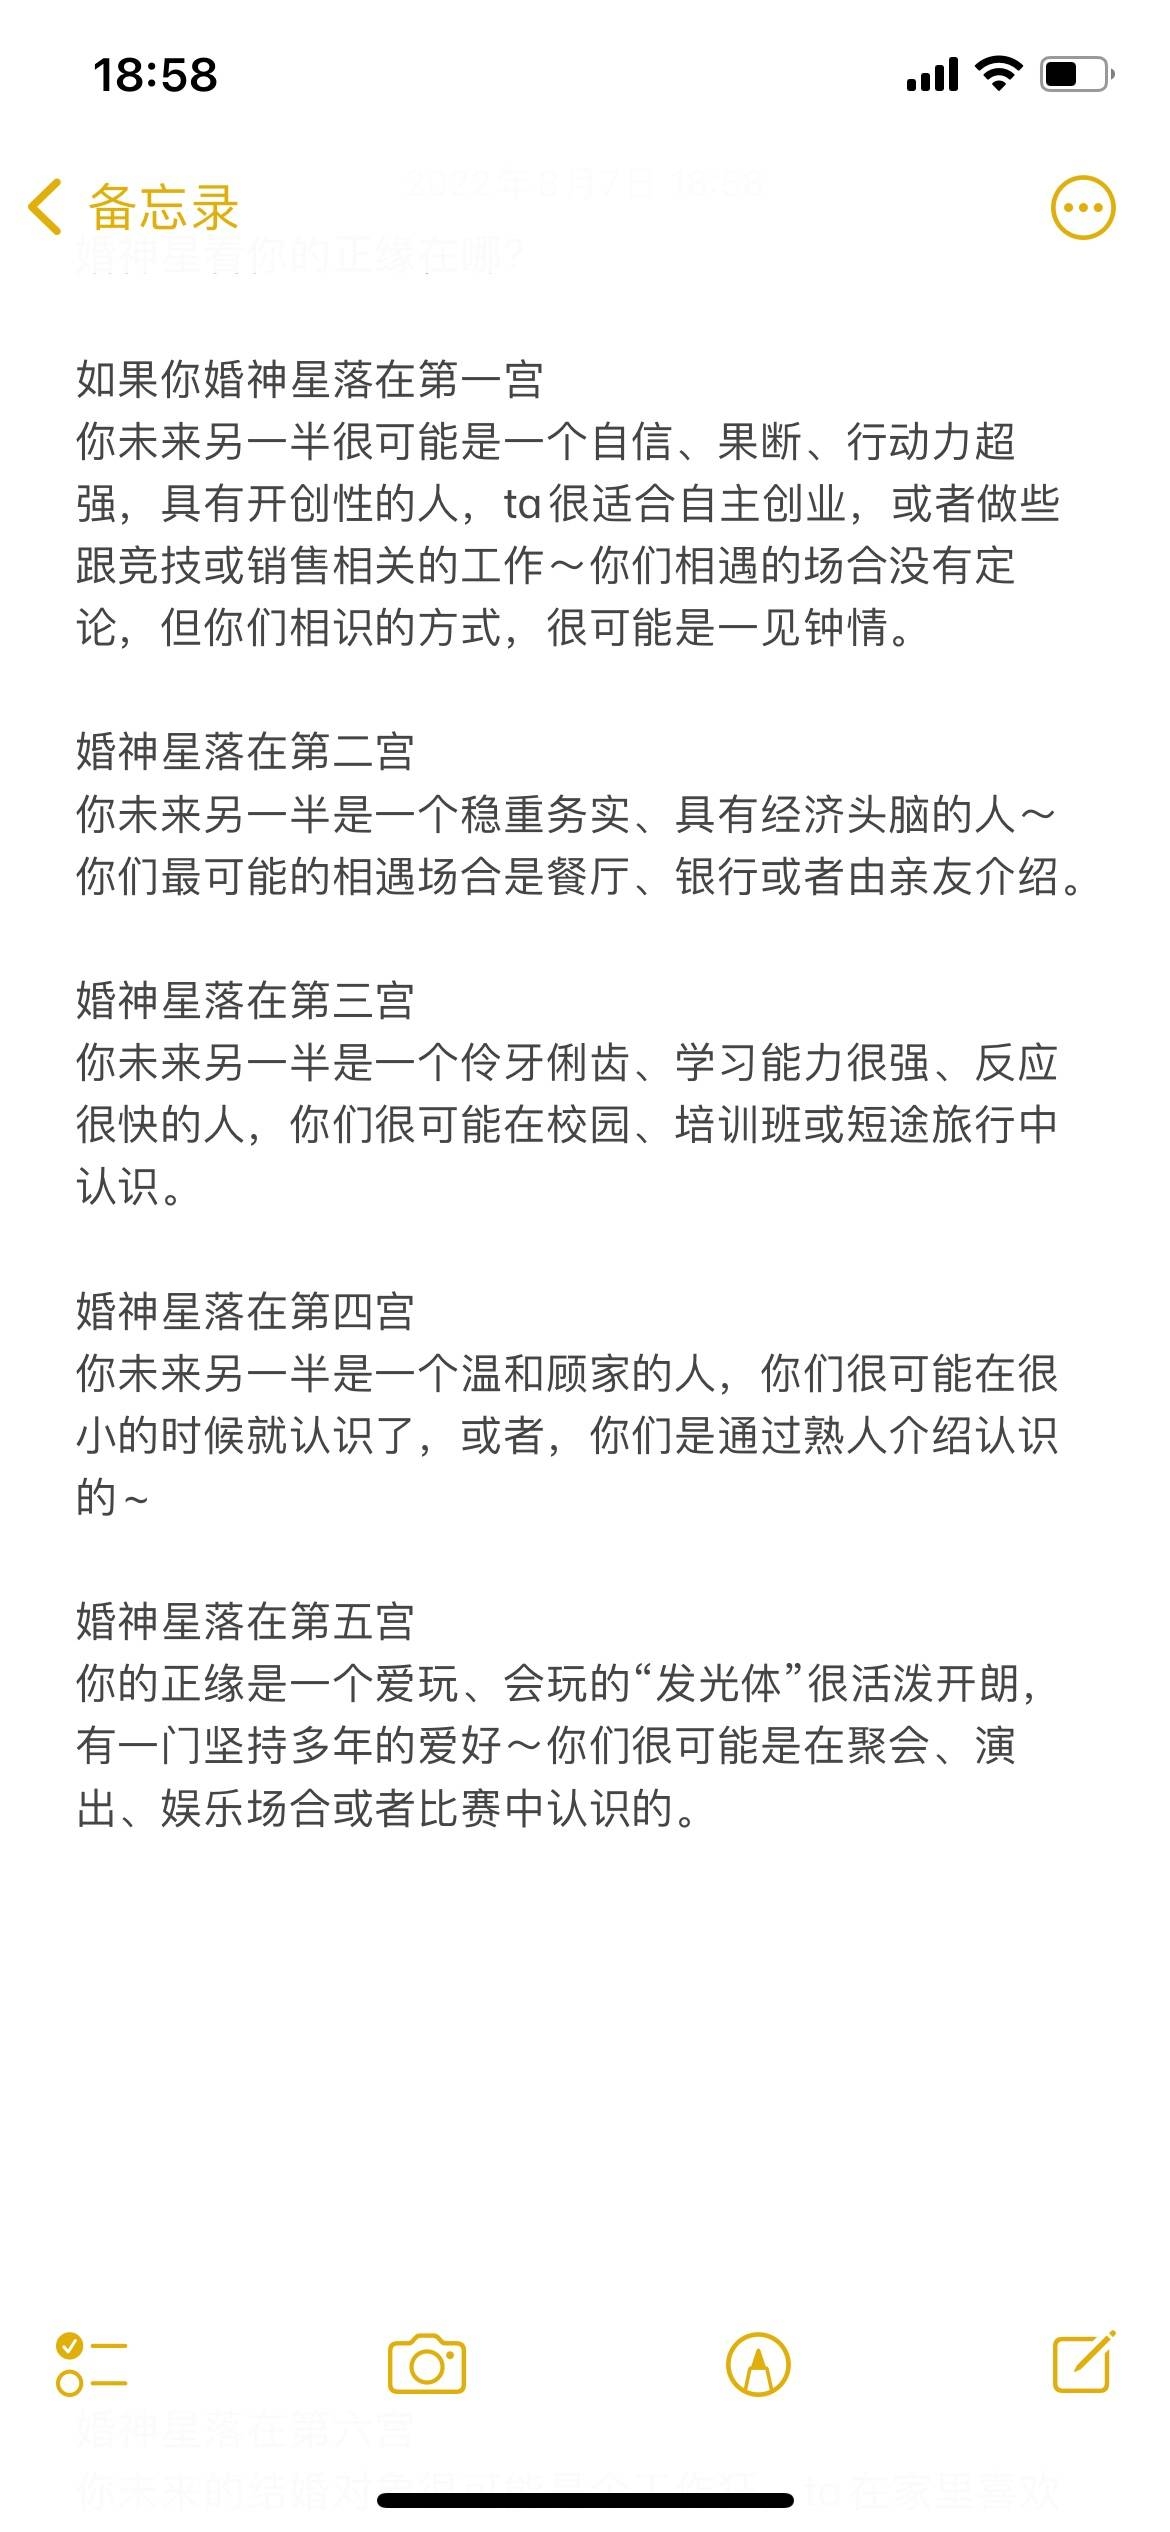 18:58
备忘录
2022年8月7日 18:58
婚神星看你的正缘在哪?
如果你婚神星落在第一宫
你未来另一半很可能是一个自信、果断、行动力超
强，具有开创性的人，ta很适合自主创业，或者做些
跟竞技或销售相关的工作～你们相遇的场合没有定
论，但你们相识的方式，很可能是一见钟情。
婚神星落在第二宫
你未来另一半是一个稳重务实、具有经济头脑的人～
你们最可能的相遇场合是餐厅、银行或者由亲友介绍。
婚神星落在第三宫
你未来另一半是一个伶牙俐齿、学习能力很强、反应
很快的人，你们很可能在校园、培训班或短途旅行中
认识。
婚神星落在第四宫
你未来另一半是一个温和顾家的人，你们很可能在很
小的时候就认识了，或者，你们是通过熟人介绍认识
的~
婚神星落在第五宫
你的正缘是一个爱玩、会玩的“发光体”很活泼开朗，
有一门坚持多年的爱好～你们很可能是在聚会、演
出、娱乐场合或者比赛中认识的。
婚神星落在第六宫
你未来的结婚对象很可能是个工作狂，ta在家里喜欢